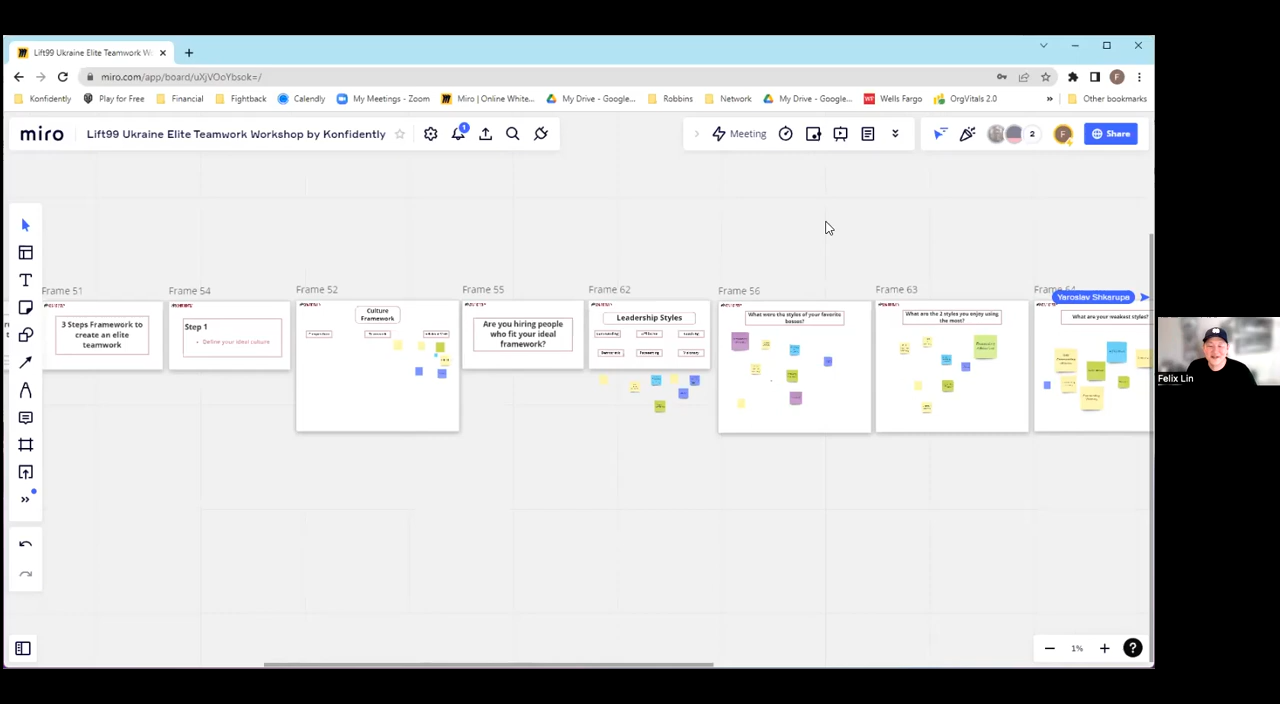 Lift99 Ukraine Elite Teamwork W
miro.com/app/board/uXjVOoYbsok=/
F
Konfidently
Play for Free
Financial
Fightback
Calendly
My Meetings - Zoom
Miro | Online White...
My Drive - Google...
Robbins
Network
My Drive - Google...
Wells Fargo
OrgVitals 2.0
Other bookmarks
miro
Lift99 Ukraine Elite Teamwork Workshop by Konfidently
1
Meeting
2
F
Share
Frame 51
Frame 54
Frame 52
Frame 55
Frame 62
Frame 56
Frame 63
Frame 64
Yaroslav Shkarupa
3 Steps Framework to
create an elite
teamwork
Step 1
• Define your ideal culture
Culture
Framework
Are you hiring people
who fit your ideal
framework?
Leadership Styles
What were the styles of your favorite
bosses?
What are the 2 styles you enjoy using
the most?
What are your weakest styles?
Felix Lin
1%